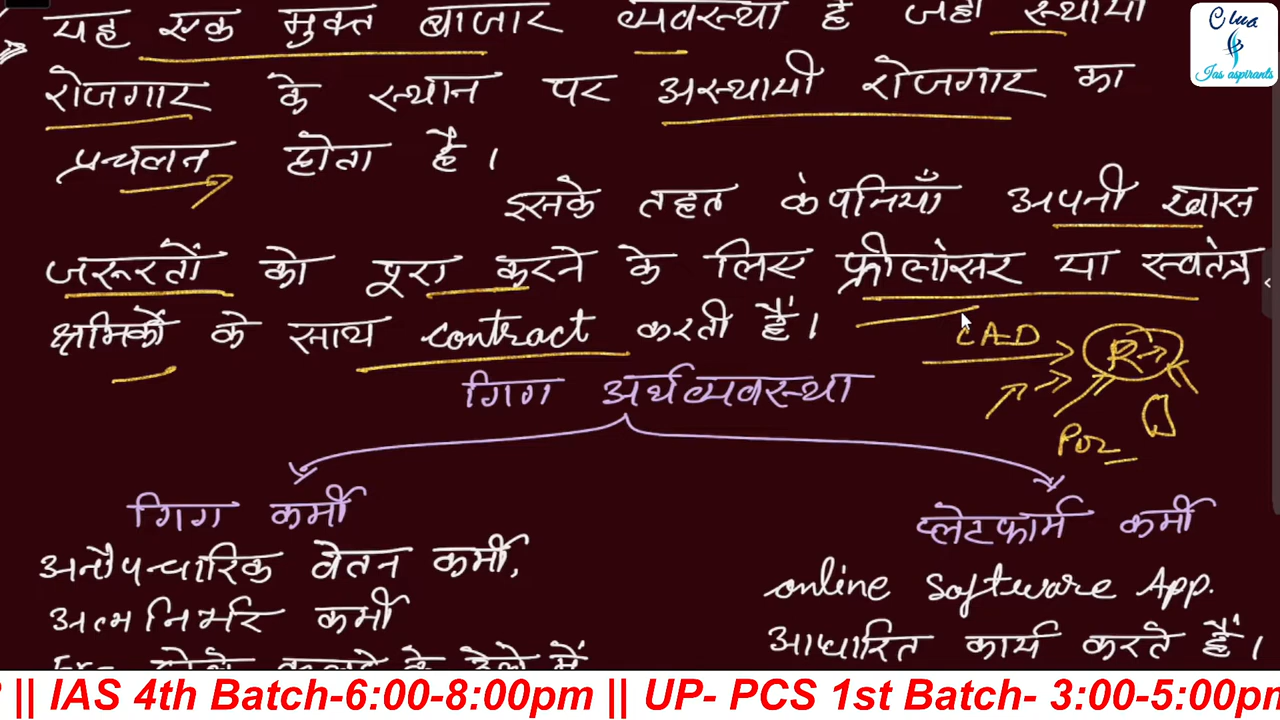 यह एक मुक्त बाजार व्यवस्था है जहाँ स्थायी
रोजगार के स्थान पर अस्थायी रोजगार का
प्रचलन होता है।
इसके तहत कंपनियाँ अपनी खास
जरूरतों को पूरा करने के लिए फ्रीलांसर या स्वतंत्र
श्रमिकों के साथ contract करती हैं।
CAD
गिग अर्थव्यवस्था
गिग कर्मी
प्लेटफार्म कर्मी
अनौपचारिक वेतन कर्मी,
आत्मनिर्भर कर्मी
online Software App.
आधारित कार्य करते हैं।
Ias aspirants
|| IAS 4th Batch-6:00-8:00pm || UP- PCS 1st Batch- 3:00-5:00pm